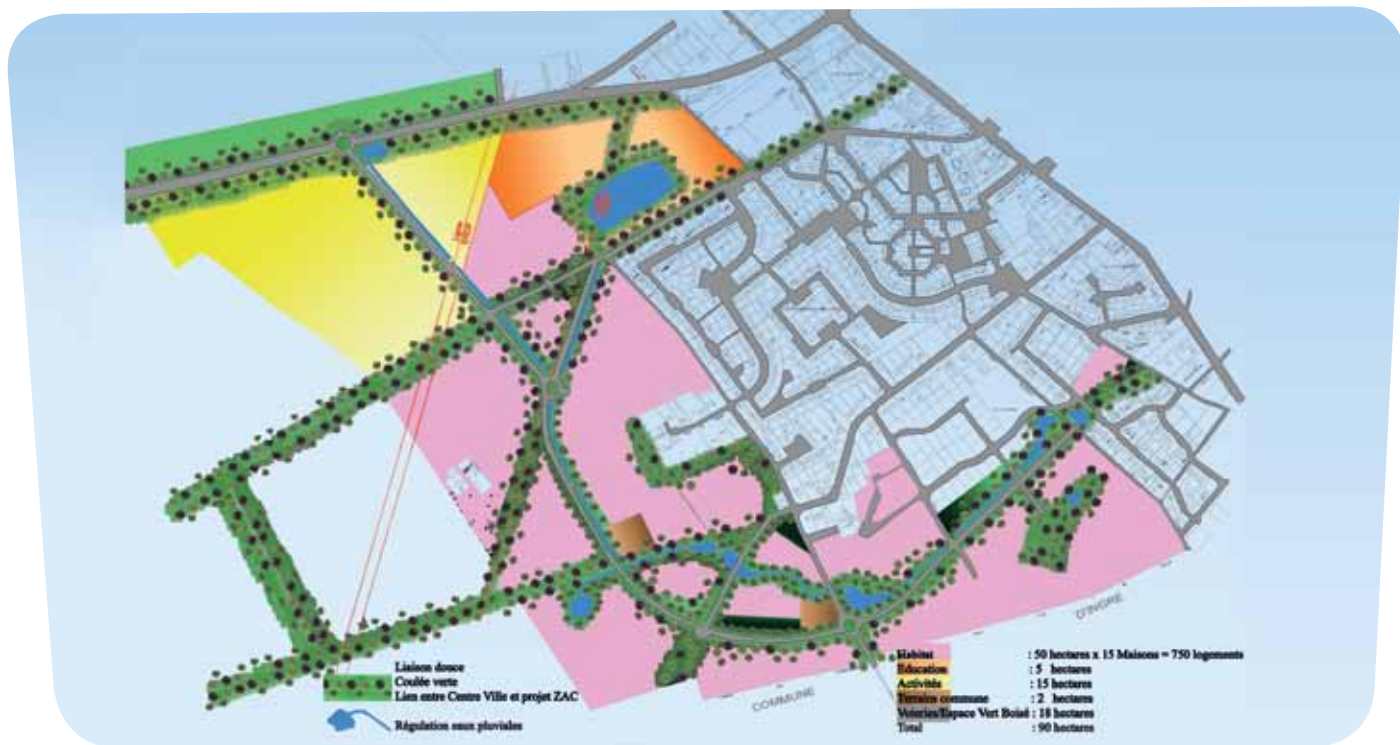 D'INGRE
COMMUNE
Liaison douce
Coulée verte
Lien entre Centre Ville et projet ZAC
Régulation eaux pluviales
Habitat : 50 hectares x 15 Maisons = 750 logements
Education : 5 hectares
Activités : 15 hectares
Terrains commune : 2 hectares
Voieries/Espace Vert Boisé : 18 hectares
Total : 90 hectares